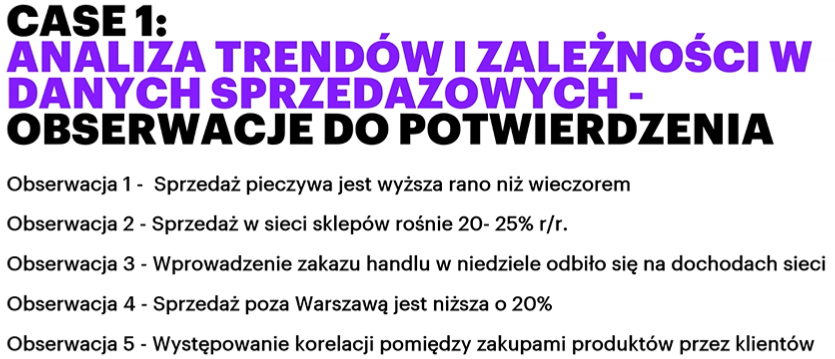 CASE 1:
ANALIZA TRENDÓW I ZALEŻNOŚCI W
DANYCH SPRZEDAŻOWYCH -
OBSERWACJE DO POTWIERDZENIA
Obserwacja 1 - Sprzedaż pieczywa jest wyższa rano niż wieczorem
Obserwacja 2 - Sprzedaż w sieci sklepów rośnie 20- 25% r/r.
Obserwacja 3 - Wprowadzenie zakazu handlu w niedziele odbiło się na dochodach sieci
Obserwacja 4 - Sprzedaż poza Warszawą jest niższa o 20%
Obserwacja 5 - Występowanie korelacji pomiędzy zakupami produktów przez klientów